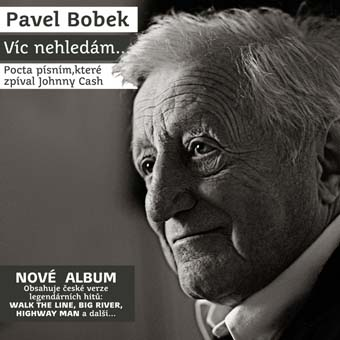 Pavel Bobek
Víc nehledám...
Pocta písním,které
zpíval Johnny Cash
NOVÉ ALBUM
Obsahuje české verze
legendárních hitů:
WALK THE LINE, BIG RIVER,
HIGHWAY MAN a další...